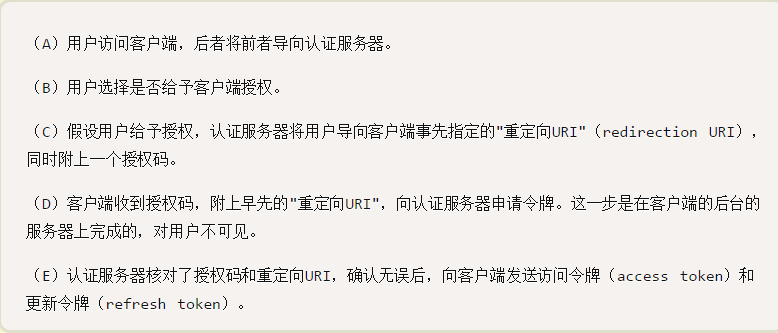 （A）用户访问客户端，后者将前者导向认证服务器。
（B）用户选择是否给予客户端授权。
（C）假设用户给予授权，认证服务器将用户导向客户端事先指定的"重定向URI"（redirection URI），
同时附上一个授权码。
（D）客户端收到授权码，附上早先的"重定向URI"，向认证服务器申请令牌。这一步是在客户端的后台的
服务器上完成的，对用户不可见。
（E）认证服务器核对了授权码和重定向URI，确认无误后，向客户端发送访问令牌（access token）和
更新令牌（refresh token）。